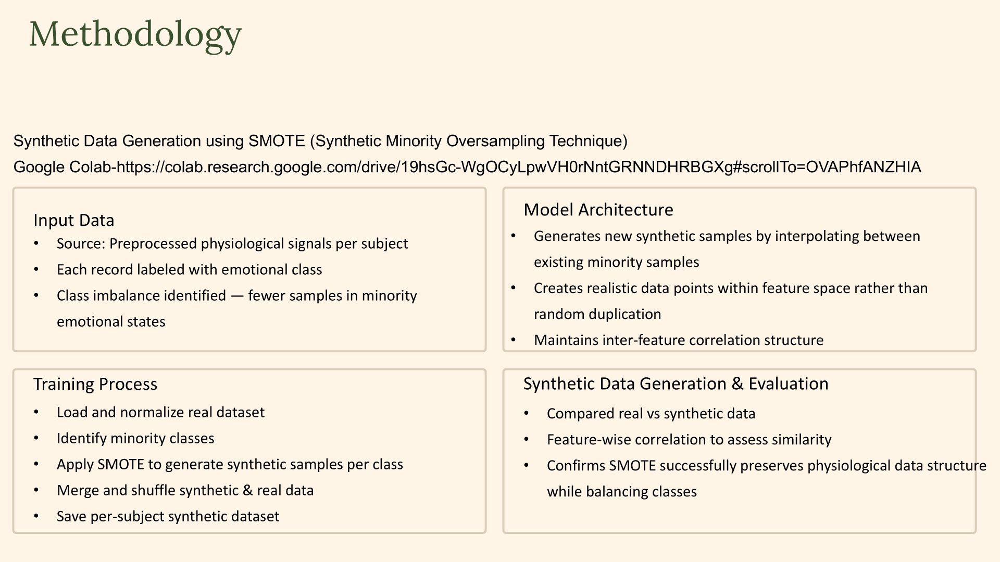 Methodology
Synthetic Data Generation using SMOTE (Synthetic Minority Oversampling Technique)
Google Colab-https://colab.research.google.com/drive/19hsGc-WgOCyLpwVH0rNntGRNNDHRBGXg#scrollTo=OVAPhfANZHIA
Input Data
• Source: Preprocessed physiological signals per subject
• Each record labeled with emotional class
• Class imbalance identified — fewer samples in minority
emotional states
Model Architecture
• Generates new synthetic samples by interpolating between
existing minority samples
• Creates realistic data points within feature space rather than
random duplication
• Maintains inter-feature correlation structure
Training Process
• Load and normalize real dataset
• Identify minority classes
• Apply SMOTE to generate synthetic samples per class
• Merge and shuffle synthetic & real data
• Save per-subject synthetic dataset
Synthetic Data Generation & Evaluation
• Compared real vs synthetic data
• Feature-wise correlation to assess similarity
• Confirms SMOTE successfully preserves physiological data structure
while balancing classes